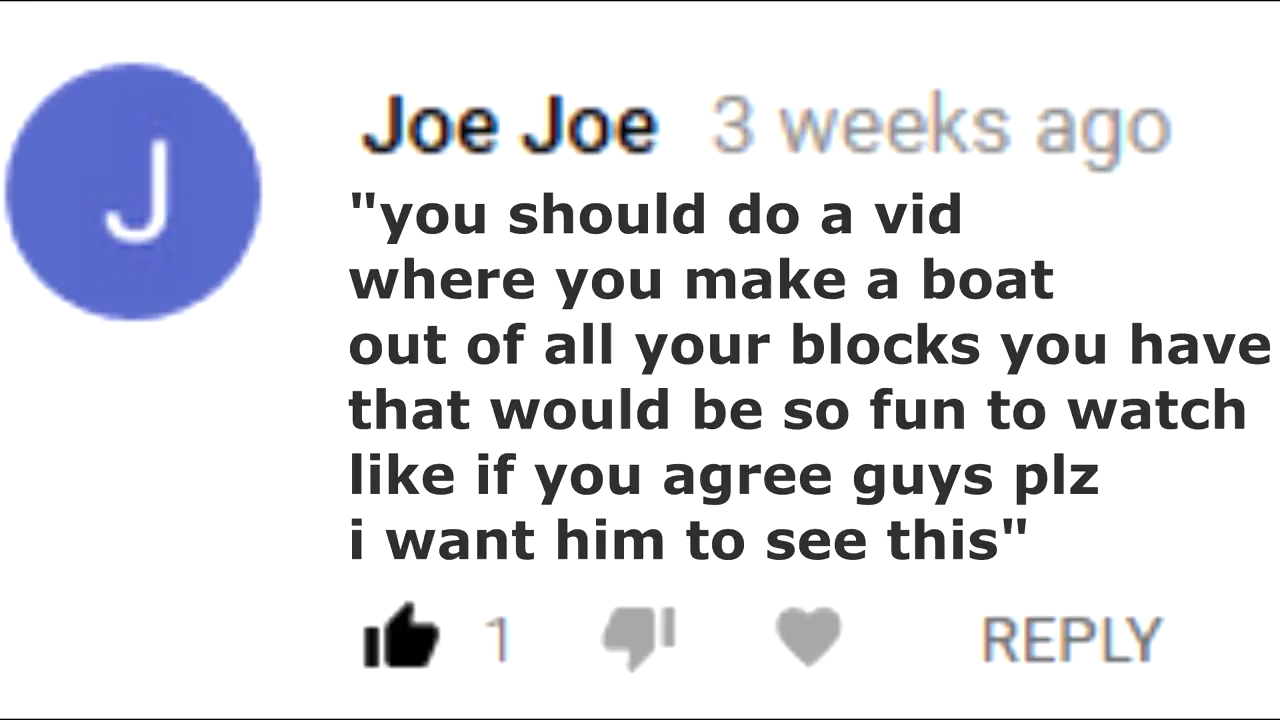 J
Joe Joe 3 weeks ago
"you should do a vid
where you make a boat
out of all your blocks you have
that would be so fun to watch
like if you agree guys plz
i want him to see this"
1 REPLY